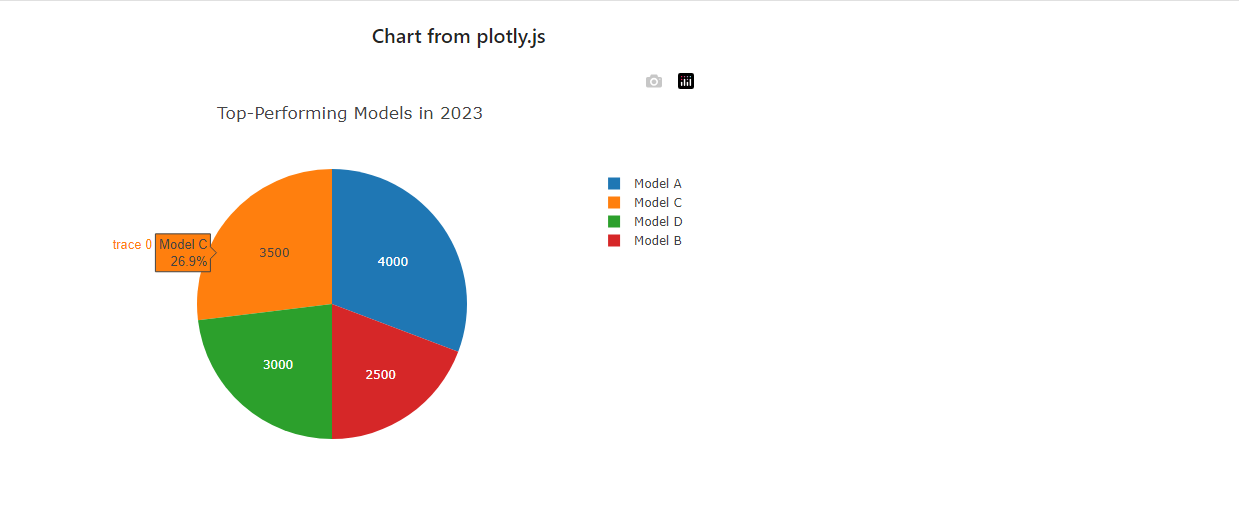 Chart from plotly.js
Top-Performing Models in 2023
Model A
Model C
Model D
Model B
trace 0
Model C
26.9%
3500
4000
3000
2500